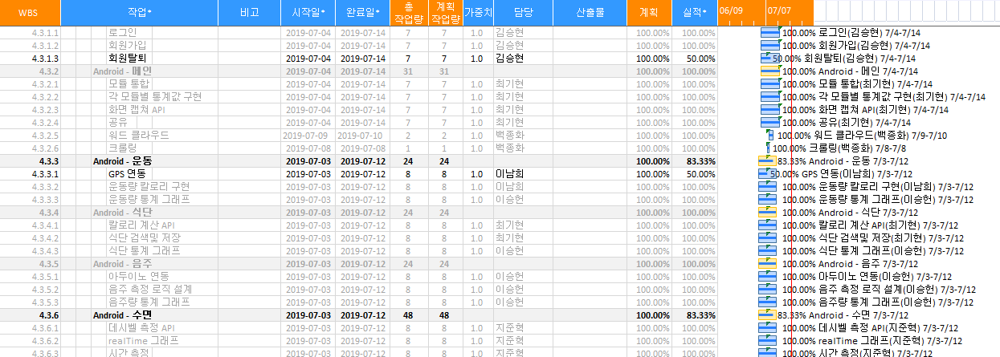 WBS 작업* 비고 시작일* 완료일* 총 작업량 계획 작업량 가중치 담당 산출물 계획 실적* 06/09 07/07
4.3.1.1 로그인 2019-07-04 2019-07-14 7 7 1.0 김승현 100.00% 100.00% 100.00% 로그인(김승현) 7/4-7/14
4.3.1.2 회원가입 2019-07-04 2019-07-14 7 7 1.0 김승현 100.00% 100.00% 100.00% 회원가입(김승현) 7/4-7/14
4.3.1.3 회원탈퇴 2019-07-04 2019-07-14 7 7 1.0 김승현 100.00% 50.00% 50.00% 회원탈퇴(김승현) 7/4-7/14
4.3.2 Android - 메인 2019-07-04 2019-07-14 31 31 100.00% 100.00% 100.00% Android - 메인 7/4-7/14
4.3.2.1 모듈 통합 2019-07-04 2019-07-14 7 7 1.0 최기현 100.00% 100.00% 100.00% 모듈 통합(최기현) 7/4-7/14
4.3.2.2 각 모듈별 통계값 구현 2019-07-04 2019-07-14 7 7 1.0 최기현 100.00% 100.00% 100.00% 각 모듈별 통계값 구현(최기현) 7/4-7/14
4.3.2.3 화면 캡쳐 API 2019-07-04 2019-07-14 7 7 1.0 최기현 100.00% 100.00% 100.00% 화면 캡쳐 API(최기현) 7/4-7/14
4.3.2.4 공유 2019-07-04 2019-07-14 7 7 1.0 최기현 100.00% 100.00% 100.00% 공유(최기현) 7/4-7/14
4.3.2.5 워드 클라우드 2019-07-09 2019-07-10 2 2 1.0 백종화 100.00% 100.00% 100.00% 워드 클라우드(백종화) 7/9-7/10
4.3.2.6 크롤링 2019-07-08 2019-07-08 1 1 1.0 백종화 100.00% 100.00% 100.00% 크롤링(백종화) 7/8-7/8
4.3.3 Android - 운동 2019-07-03 2019-07-12 24 24 100.00% 83.33% 83.33% Android - 운동 7/3-7/12
4.3.3.1 GPS 연동 2019-07-03 2019-07-12 8 8 1.0 이남희 100.00% 50.00% 50.00% GPS 연동(이남희) 7/3-7/12
4.3.3.2 운동량 칼로리 구현 2019-07-03 2019-07-12 8 8 1.0 이남희 100.00% 100.00% 100.00% 운동량 칼로리 구현(이남희) 7/3-7/12
4.3.3.3 운동량 통계 그래프 2019-07-03 2019-07-12 8 8 1.0 이승헌 100.00% 100.00% 100.00% 운동량 통계 그래프(이승헌) 7/3-7/12
4.3.4 Android - 식단 2019-07-03 2019-07-12 24 24 100.00% 100.00% 100.00% Android - 식단 7/3-7/12
4.3.4.1 칼로리 계산 API 2019-07-03 2019-07-12 8 8 1.0 최기현 100.00% 100.00% 100.00% 칼로리 계산 API(최기현) 7/3-7/12
4.3.4.2 식단 검색및 저장 2019-07-03 2019-07-12 8 8 1.0 최기현 100.00% 100.00% 100.00% 식단 검색및 저장(최기현) 7/3-7/12
4.3.4.3 식단 통계 그래프 2019-07-03 2019-07-12 8 8 1.0 이승헌 100.00% 100.00% 100.00% 식단 통계 그래프(이승헌) 7/3-7/12
4.3.5 Android - 음주 2019-07-03 2019-07-12 24 24 100.00% 100.00% 100.00% Android - 음주 7/3-7/12
4.3.5.1 아두이노 연동 2019-07-03 2019-07-12 8 8 1.0 이승헌 100.00% 100.00% 100.00% 아두이노 연동(이승헌) 7/3-7/12
4.3.5.2 음주 측정 로직 설계 2019-07-03 2019-07-12 8 8 1.0 이승헌 100.00% 100.00% 100.00% 음주 측정 로직 설계(이승헌) 7/3-7/12
4.3.5.3 음주량 통계 그래프 2019-07-03 2019-07-12 8 8 1.0 이승헌 100.00% 100.00% 100.00% 음주량 통계 그래프(이승헌) 7/3-7/12
4.3.6 Android - 수면 2019-07-03 2019-07-12 48 48 100.00% 83.33% 83.33% Android - 수면 7/3-7/12
4.3.6.1 데시벨 측정 API 2019-07-03 2019-07-12 8 8 1.0 지준혁 100.00% 100.00% 100.00% 데시벨 측정 API(지준혁) 7/3-7/12
4.3.6.2 realTime 그래프 2019-07-03 2019-07-12 8 8 1.0 지준혁 100.00% 100.00% 100.00% realTime 그래프(지준혁) 7/3-7/12
4.3.6.3 시간 측정 2019-07-03 2019-07-12 8 8 1.0 지준혁 100.00% 100.00% 100.00% 시간 측정(지준혁) 7/3-7/12